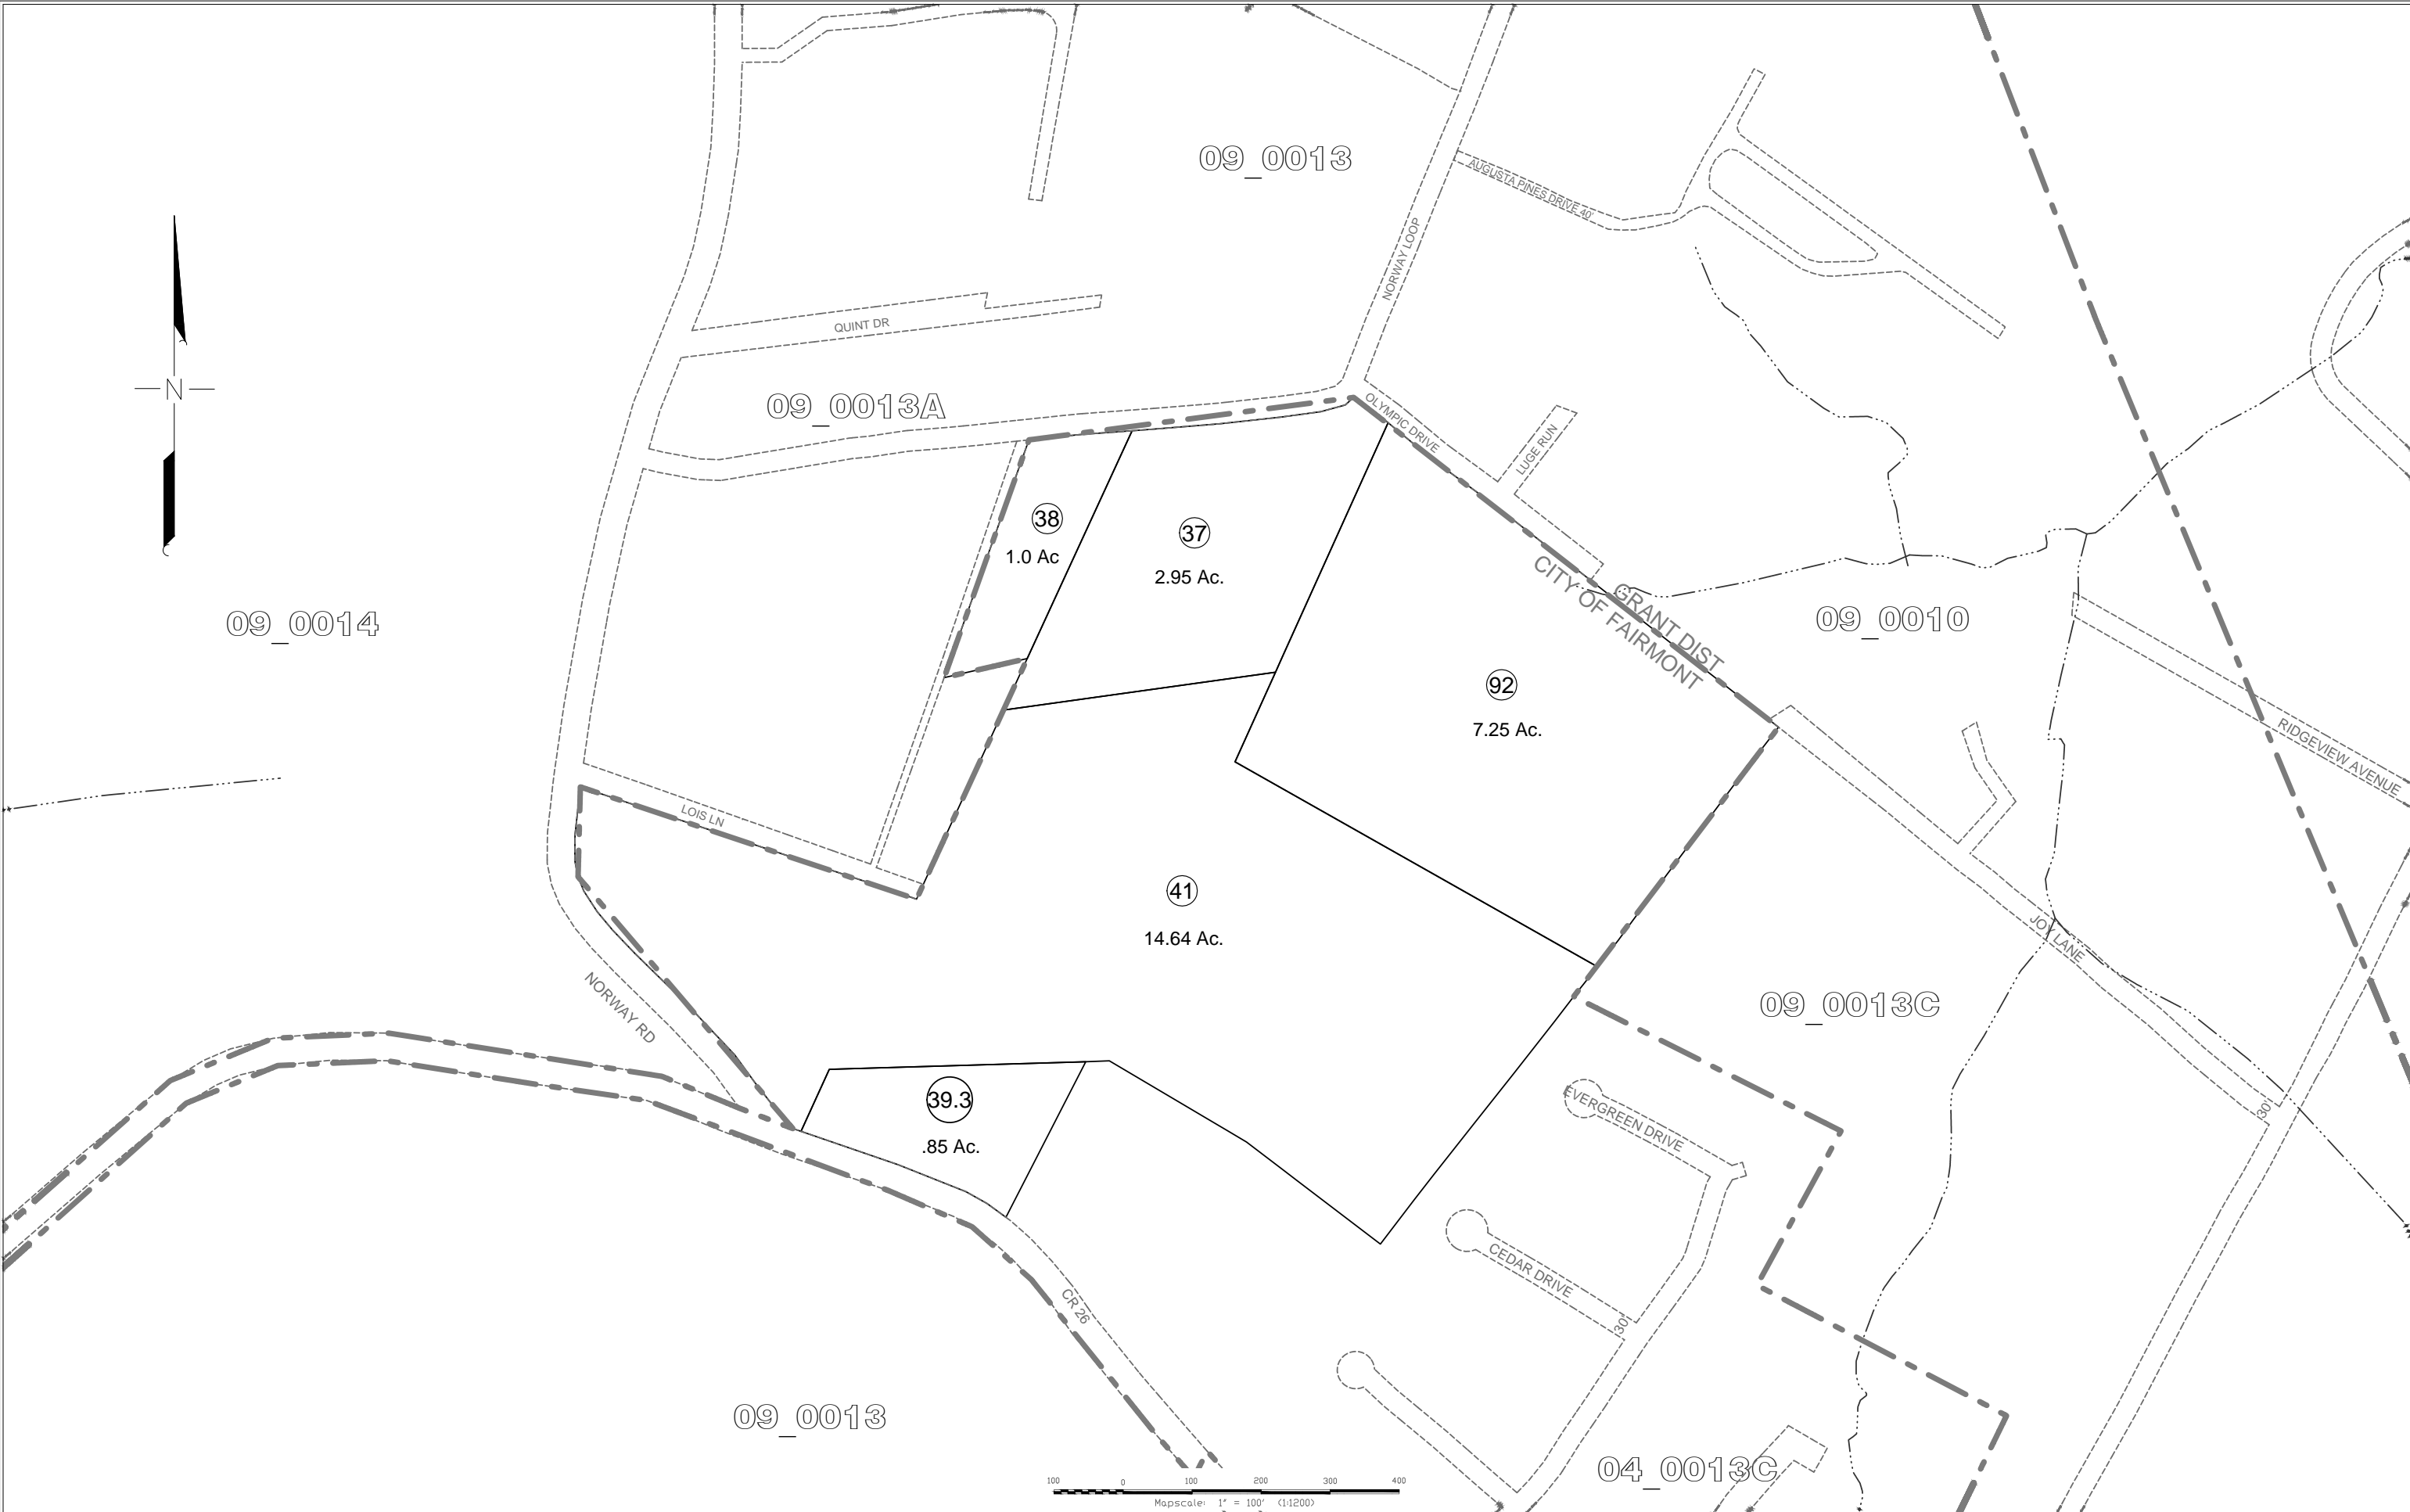 09_0013
AUGUSTA PINES DRIVE 40'
NORWAY LOOP
QUINT DR
N
09_0013A
OLYMPIC DRIVE
LUGE RUN
38
1.0 Ac
37
2.95 Ac.
CITY OF FAIRMONT
GRANT DIST
09_0014
09_0010
92
7.25 Ac.
RIDGEVIEW AVENUE
LOIS LN
41
14.64 Ac.
JOY LANE
NORWAY RD
09_0013C
39.3
.85 Ac.
EVERGREEN DRIVE
30'
CEDAR DRIVE
30'
CR 26
09_0013
04_0013C
100 0 100 200 300 400
Mapscale: 1" = 100' (1:1200)